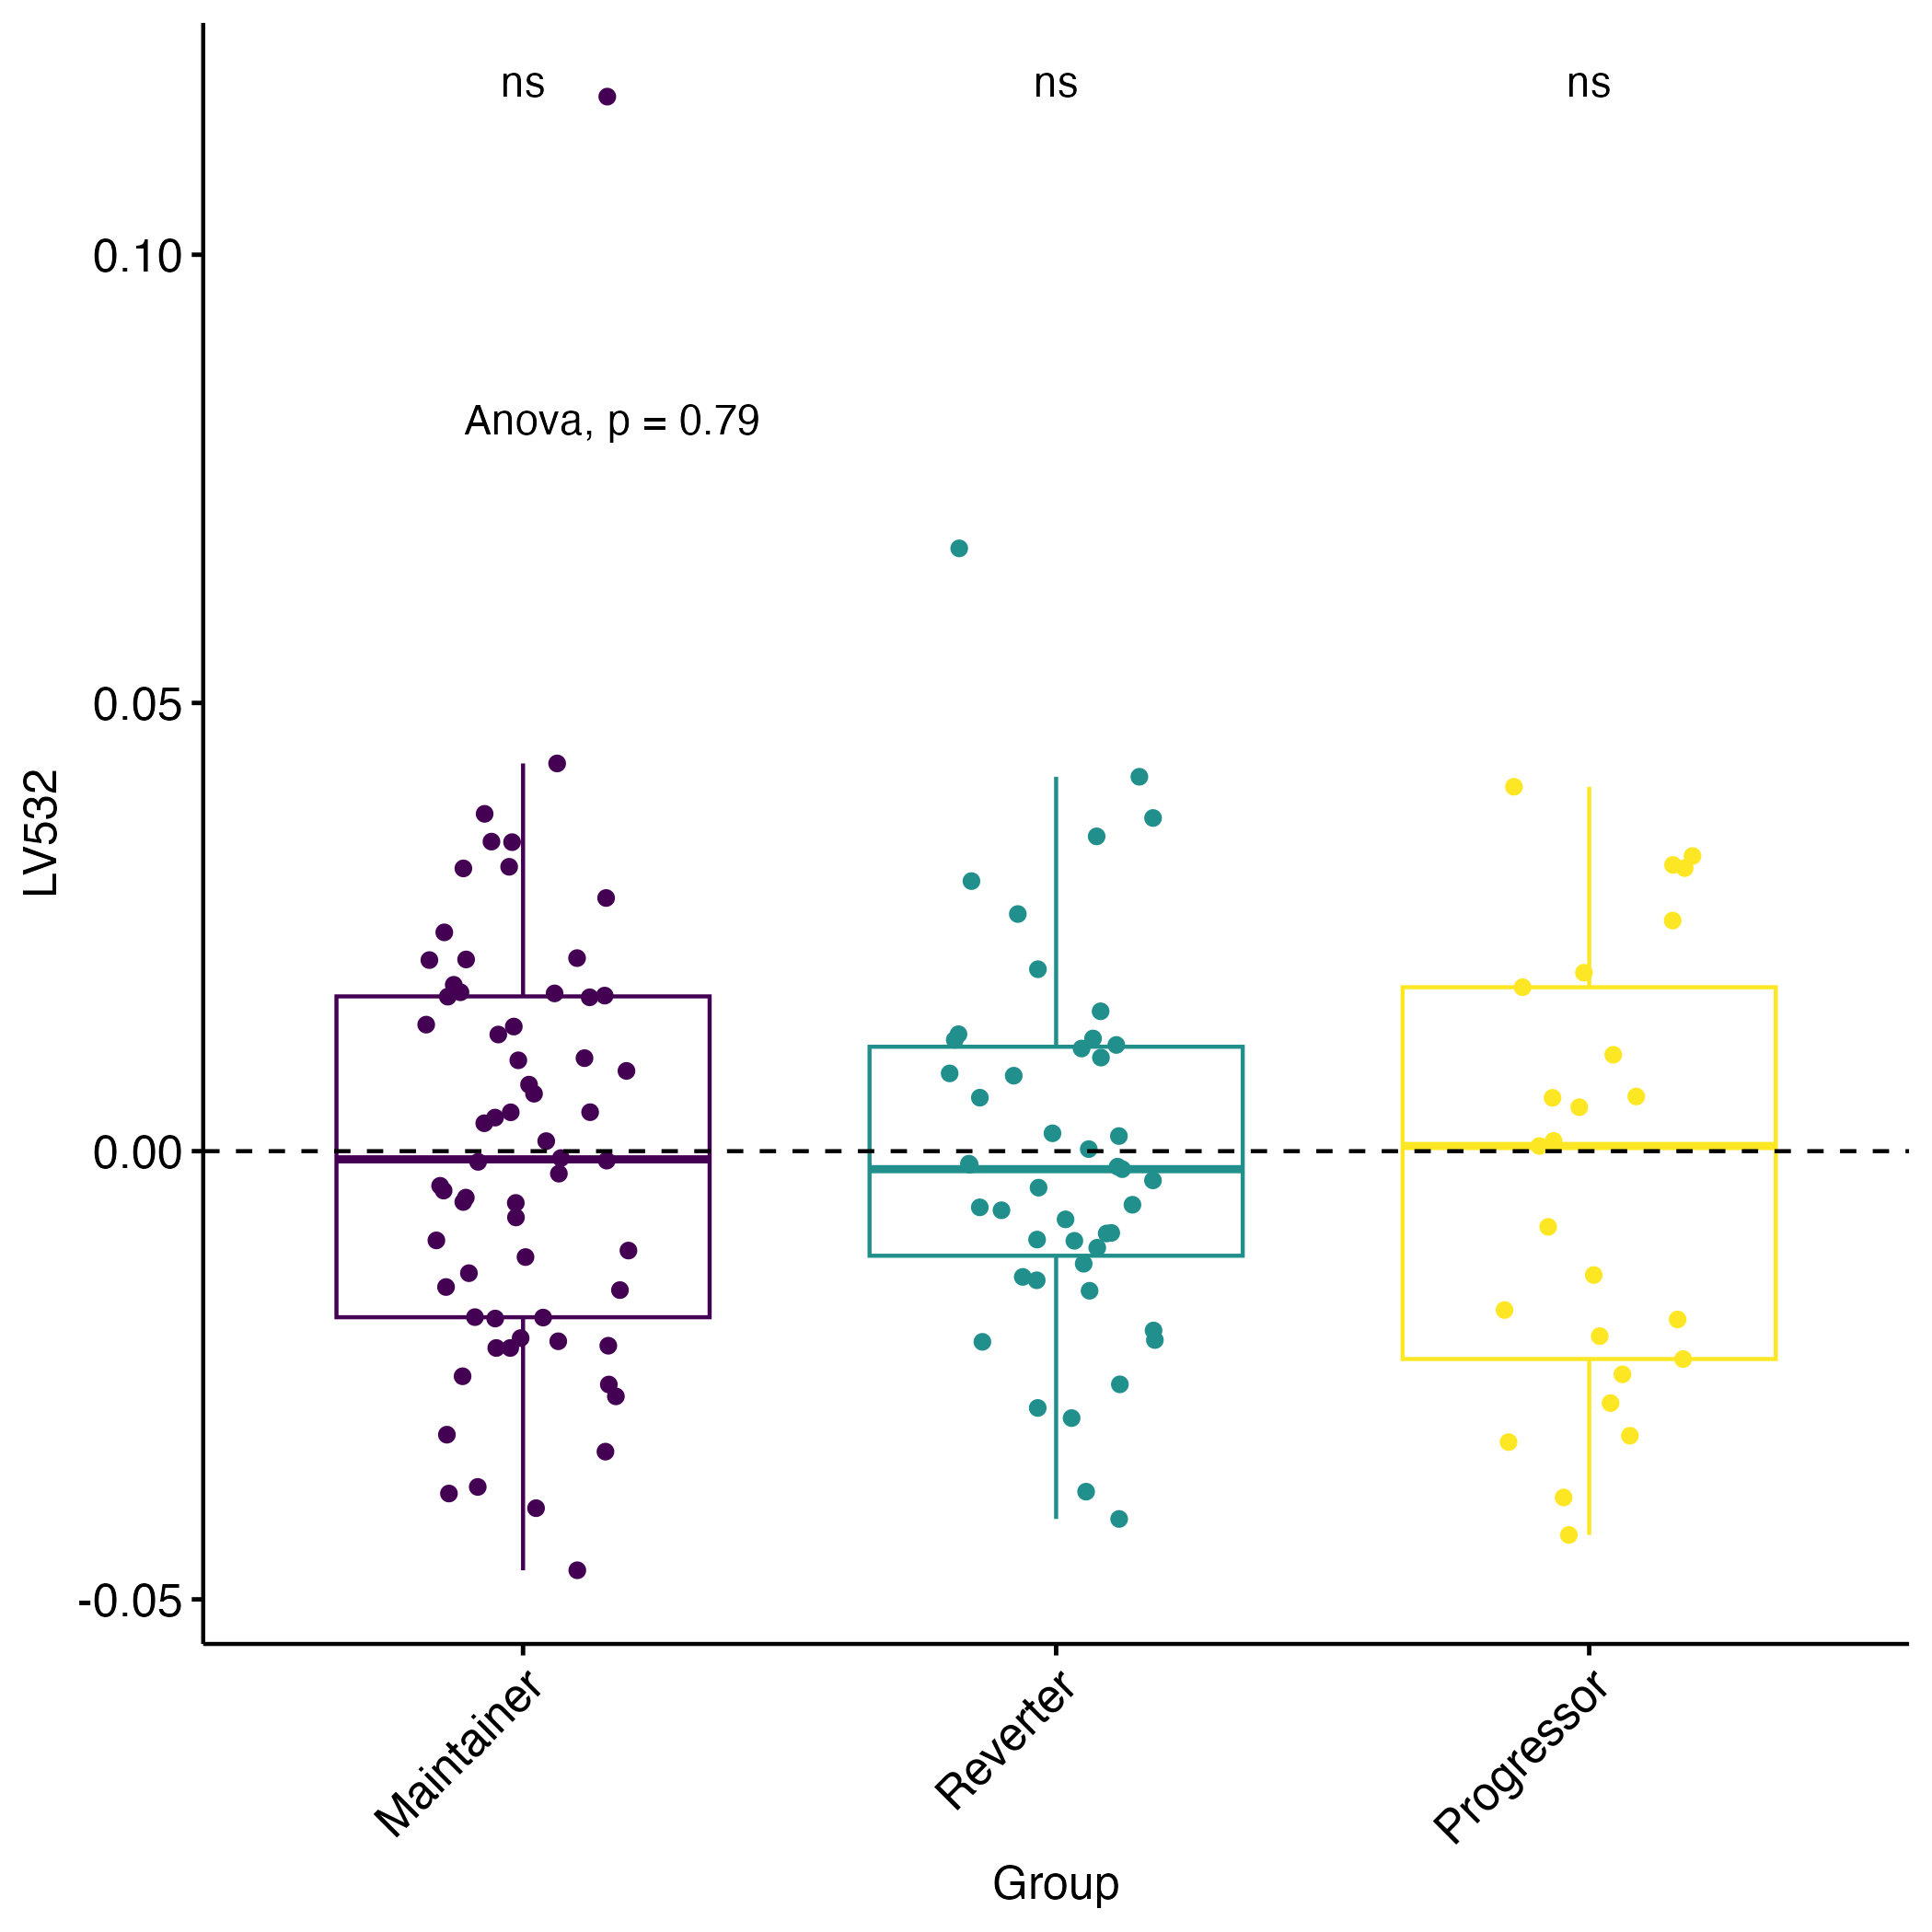 ns ns ns
0.10
Anova, p = 0.79
0.05
LV532
0.00
-0.05
Maintainer Reverter Progressor
Group